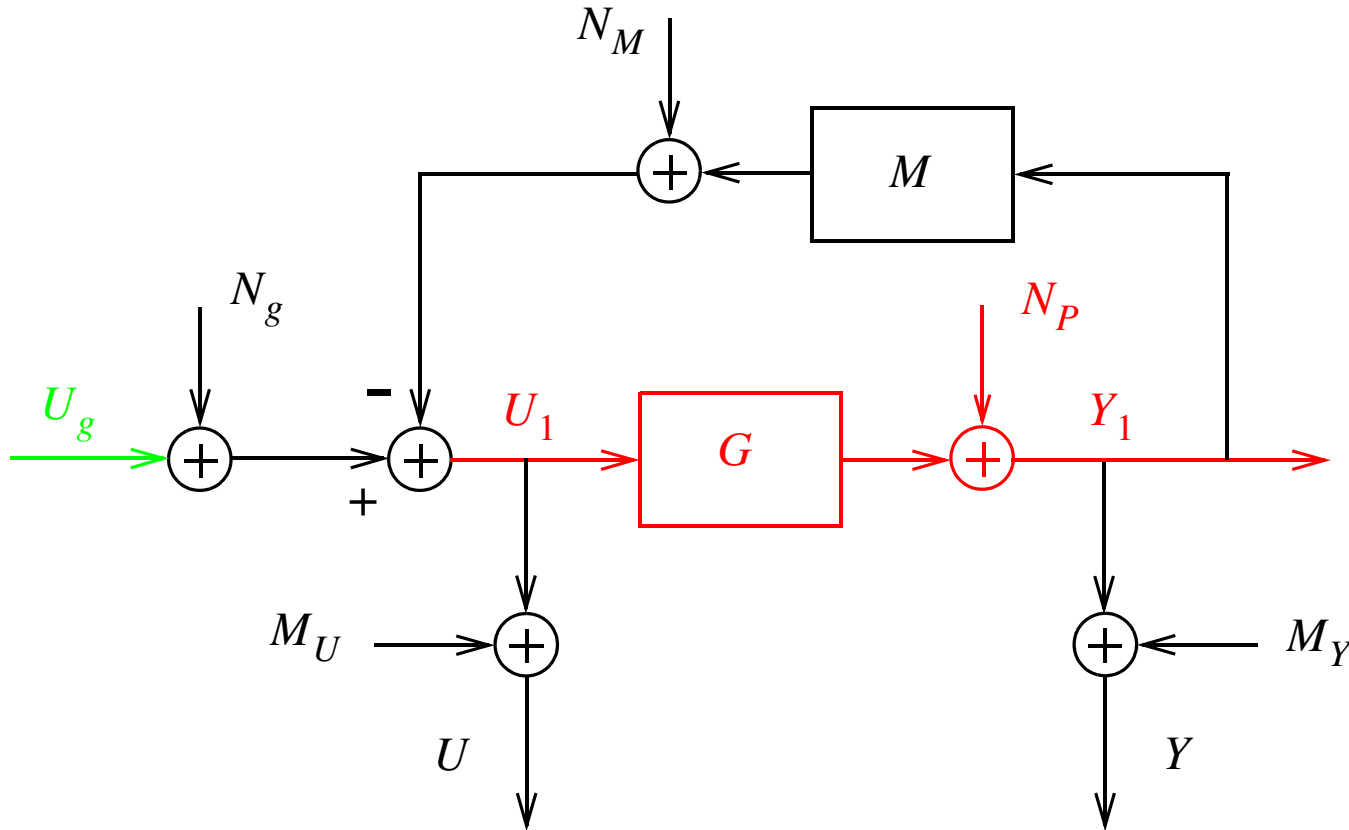 N_M
M
N_g
N_P
U_g
-
U_1
G
Y_1
+
+
+
+
+
M_U
+
+
M_Y
U
Y